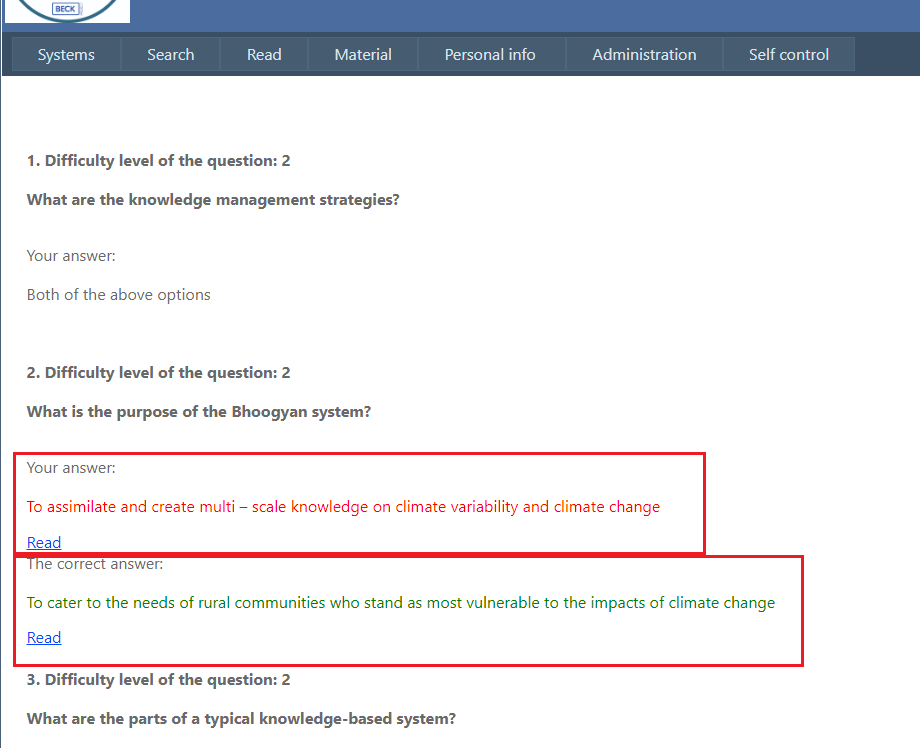 BECK
Systems Search Read Material Personal info Administration Self control
1. Difficulty level of the question: 2
What are the knowledge management strategies?
Your answer:
Both of the above options
2. Difficulty level of the question: 2
What is the purpose of the Bhoogyan system?
Your answer:
To assimilate and create multi – scale knowledge on climate variability and climate change
Read
The correct answer:
To cater to the needs of rural communities who stand as most vulnerable to the impacts of climate change
Read
3. Difficulty level of the question: 2
What are the parts of a typical knowledge-based system?